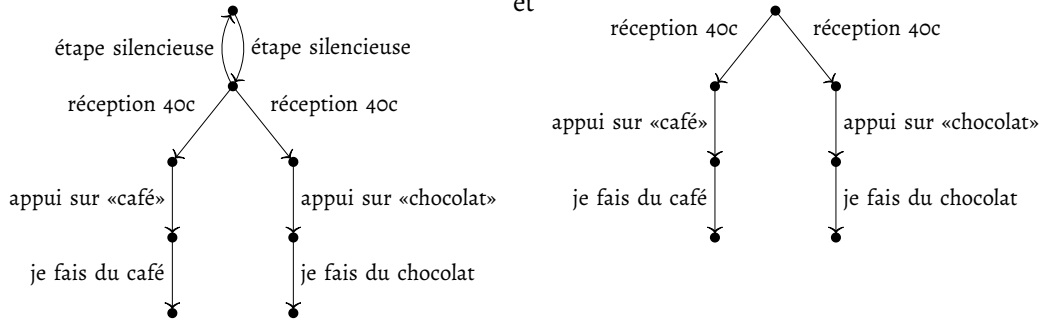 et
réception 40c réception 40c
étape silencieuse étape silencieuse
réception 40c réception 40c
appui sur «café» appui sur «chocolat»
appui sur «café» appui sur «chocolat»
je fais du café je fais du chocolat
je fais du café je fais du chocolat